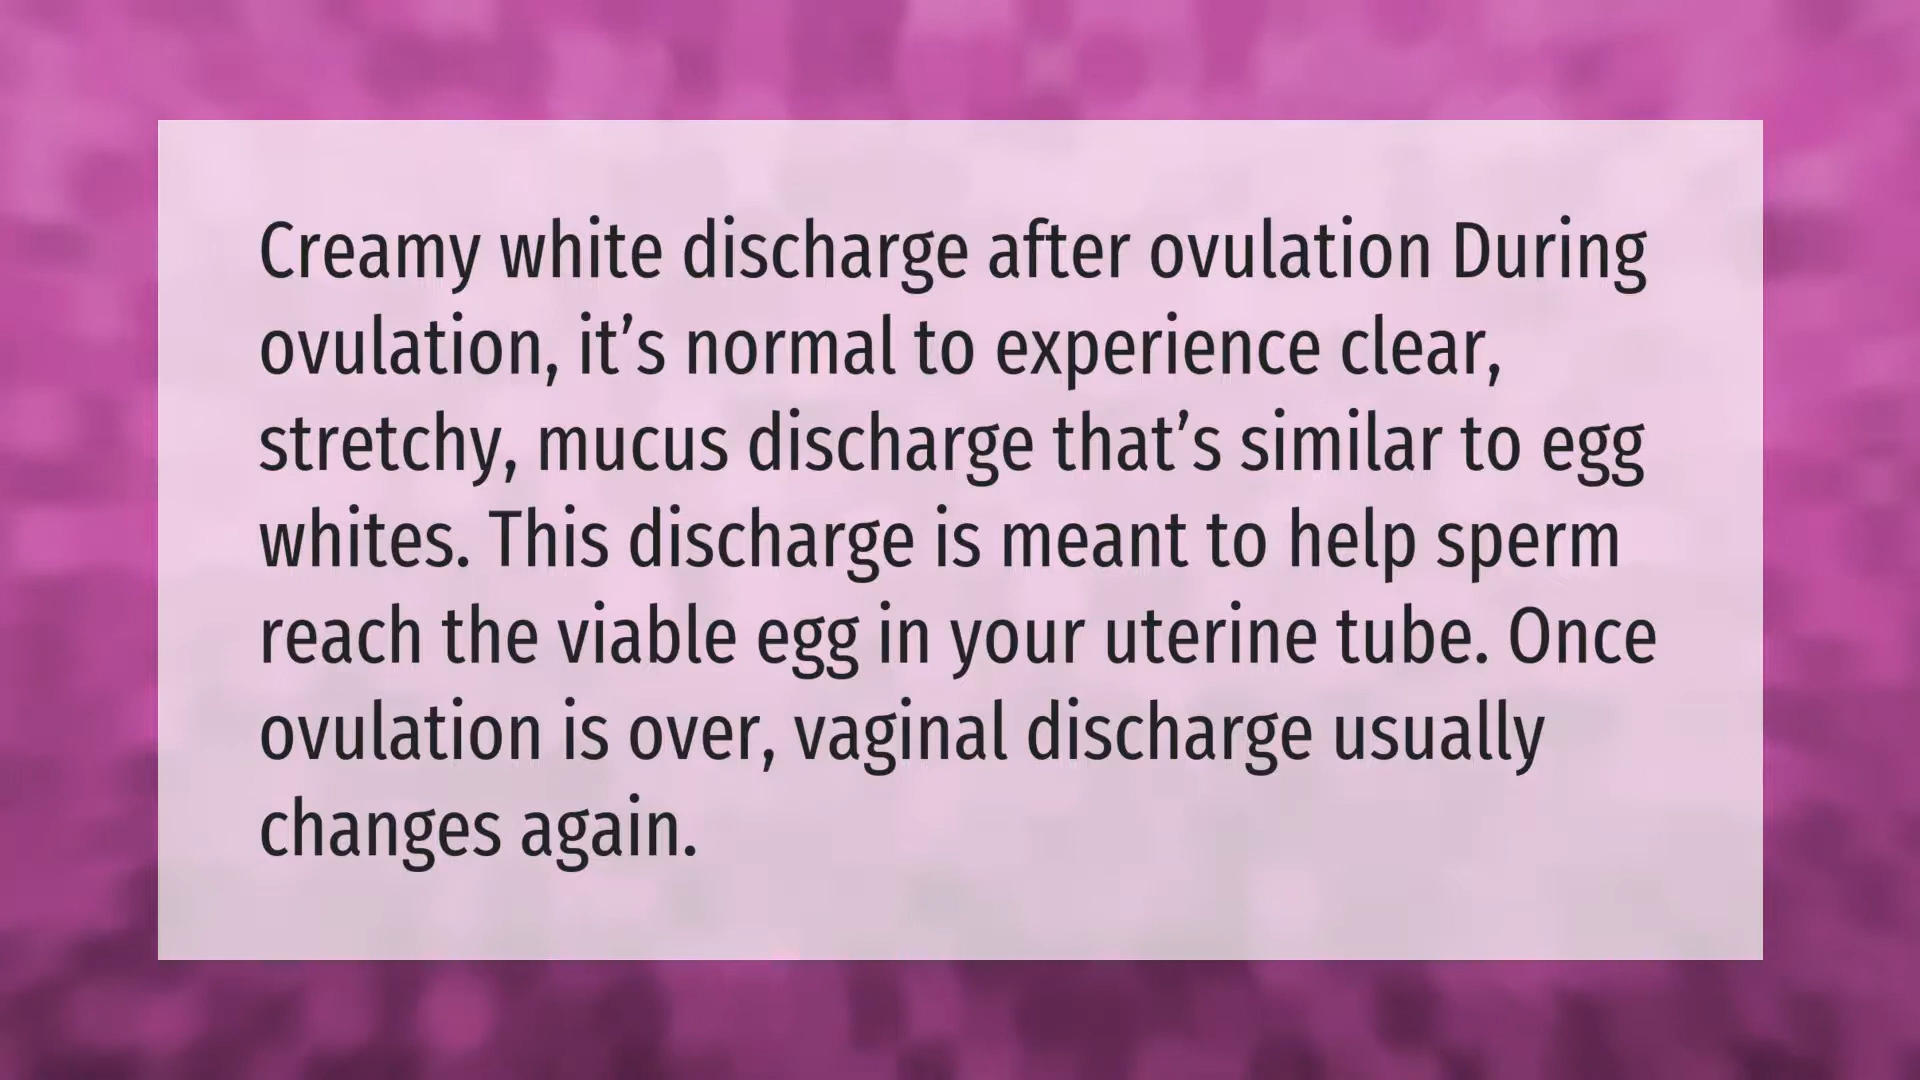 Creamy white discharge after ovulation During
ovulation, it’s normal to experience clear,
stretchy, mucus discharge that’s similar to egg
whites. This discharge is meant to help sperm
reach the viable egg in your uterine tube. Once
ovulation is over, vaginal discharge usually
changes again.